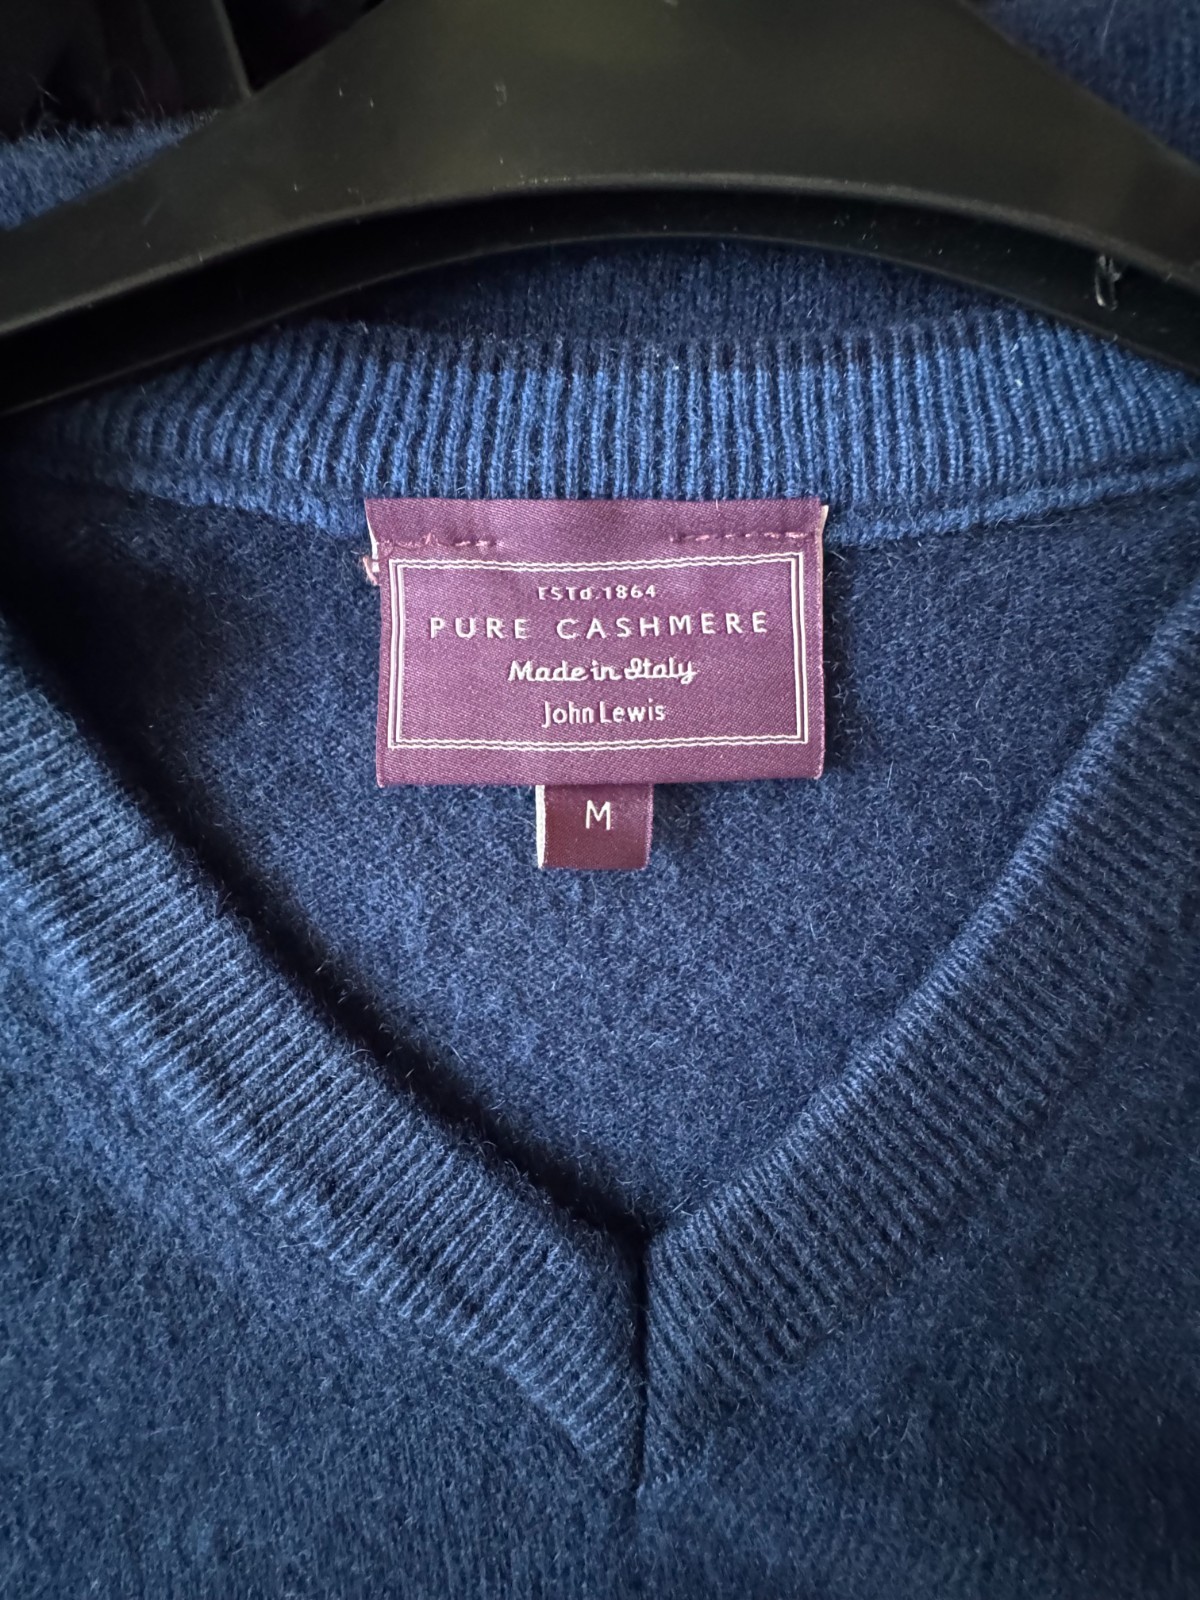 ESTd.1864
PURE CASHMERE
Made in Italy
John Lewis
M